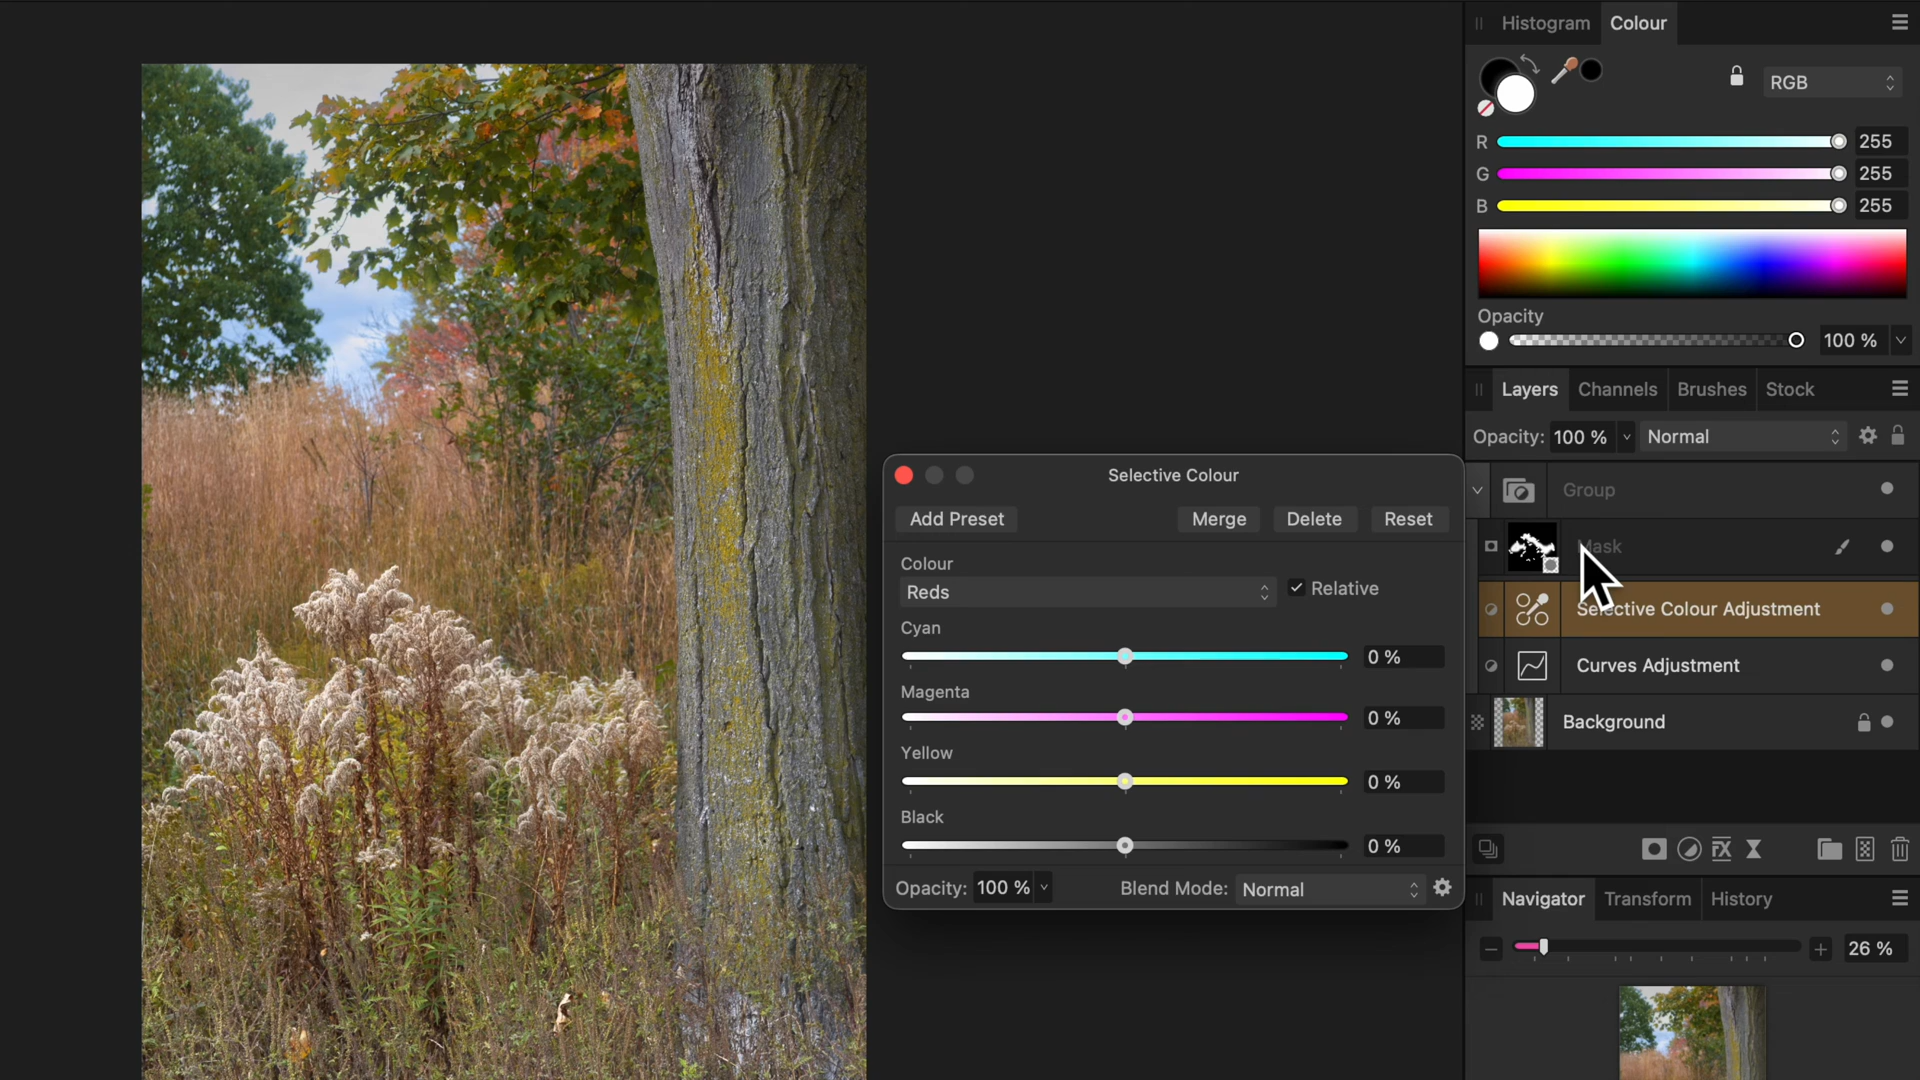 Histogram Colour
RGB
R 255
G 255
B 255
Opacity
100 %
Layers Channels Brushes Stock
Opacity: 100 % Normal
Group
Mask
Selective Colour Adjustment
Curves Adjustment
Background
Navigator Transform History
26 %
Selective Colour
Add Preset Merge Delete Reset
Colour
Reds Relative
Cyan
0 %
Magenta
0 %
Yellow
0 %
Black
0 %
Opacity: 100 % Blend Mode: Normal